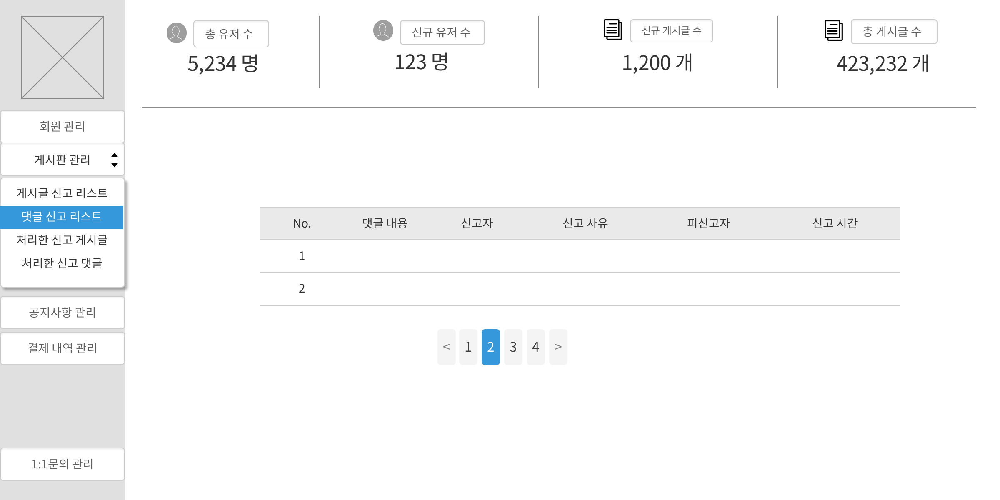 총 유저 수
5,234 명
신규 유저 수
123 명
신규 게시글 수
1,200 개
총 게시글 수
423,232 개
회원 관리
게시판 관리
게시글 신고 리스트
댓글 신고 리스트
처리한 신고 게시글
처리한 신고 댓글
공지사항 관리
결제 내역 관리
1:1문의 관리
No. 댓글 내용 신고자 신고 사유 피신고자 신고 시간
1
2
< 1 2 3 4 >